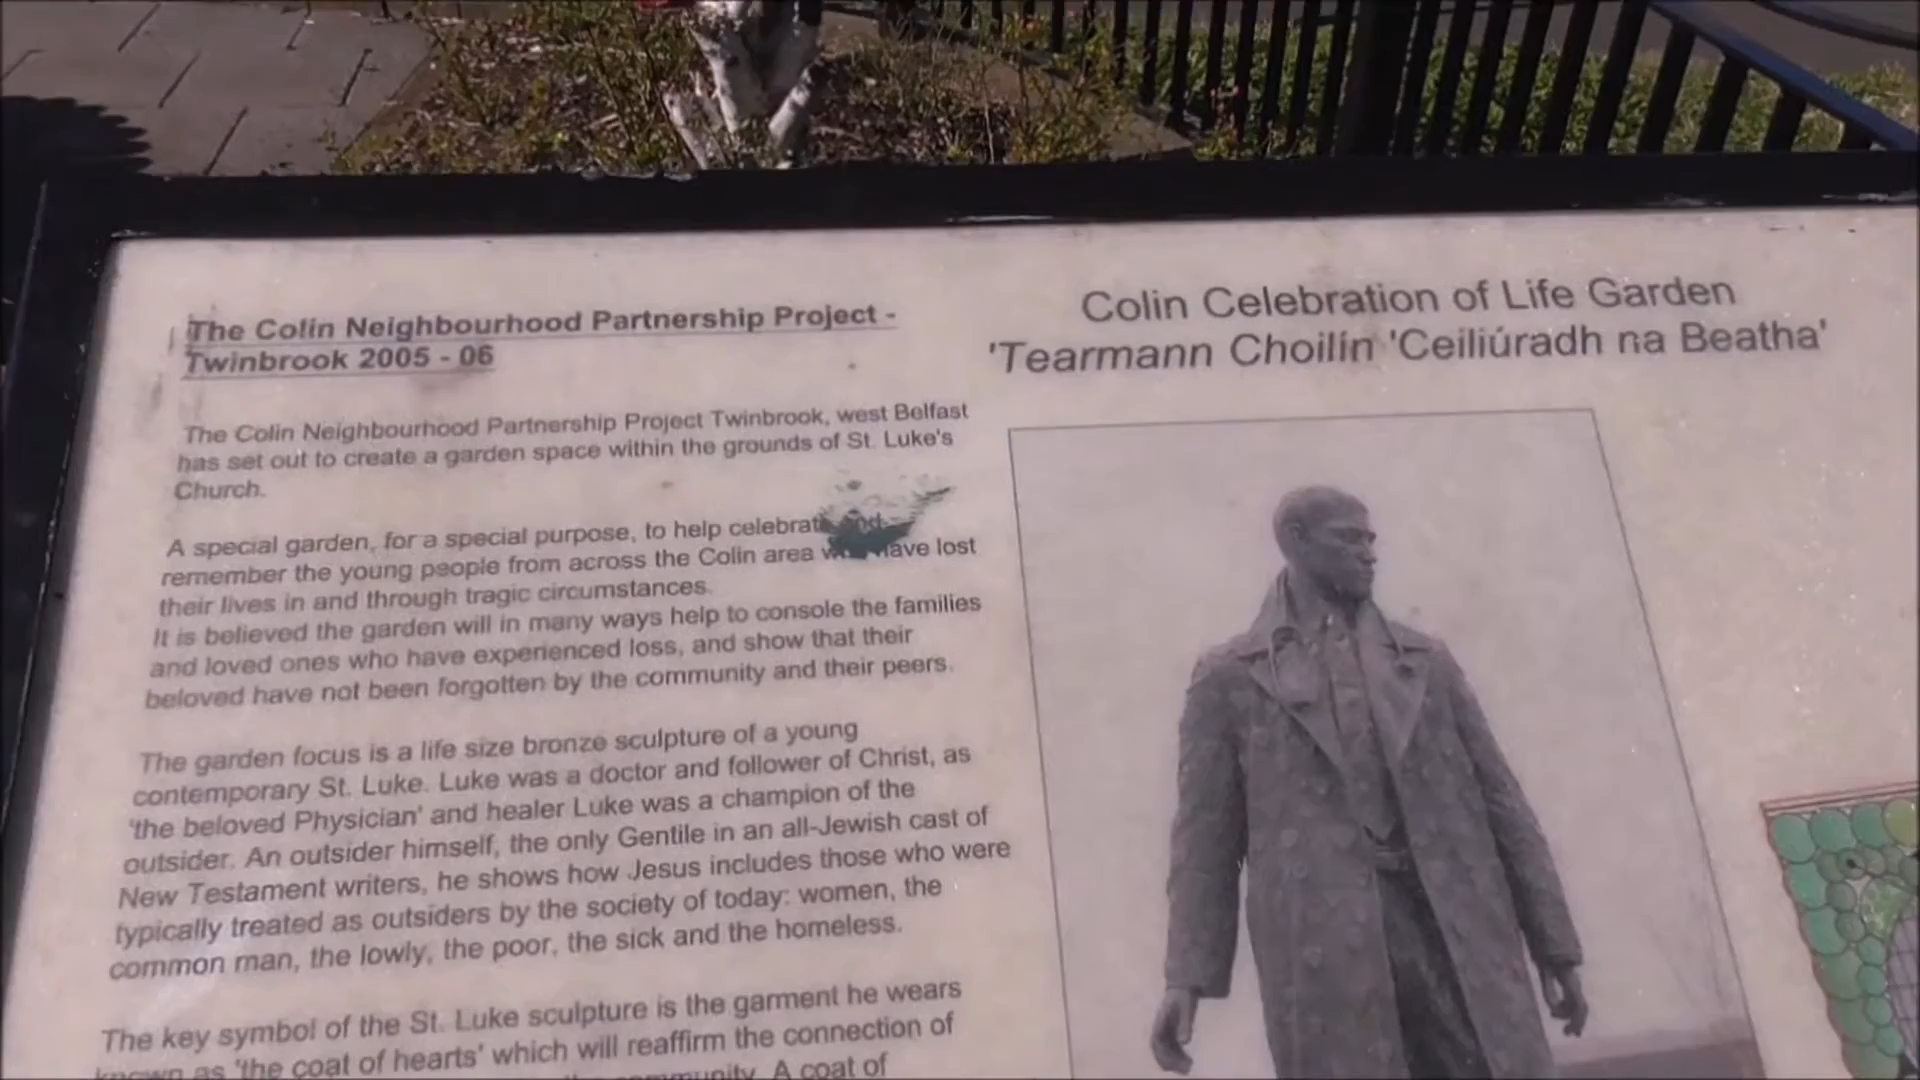 The Colin Neighbourhood Partnership Project -
Twinbrook 2005 - 06
The Colin Neighbourhood Partnership Project Twinbrook, west Belfast
has set out to create a garden space within the grounds of St. Luke's
Church.
A special garden, for a special purpose, to help celebrate and
remember the young people from across the Colin area who have lost
their lives in and through tragic circumstances.
It is believed the garden will in many ways help to console the families
and loved ones who have experienced loss, and show that their
beloved have not been forgotten by the community and their peers.
The garden focus is a life size bronze sculpture of a young
contemporary St. Luke. Luke was a doctor and follower of Christ, as
'the beloved Physician' and healer Luke was a champion of the
outsider. An outsider himself, the only Gentile in an all-Jewish cast of
New Testament writers, he shows how Jesus includes those who were
typically treated as outsiders by the society of today: women, the
common man, the lowly, the poor, the sick and the homeless.
The key symbol of the St. Luke sculpture is the garment he wears
known as 'the coat of hearts' which will reaffirm the connection of
community. A coat of
Colin Celebration of Life Garden
'Tearmann Choilín 'Ceiliúradh na Beatha'